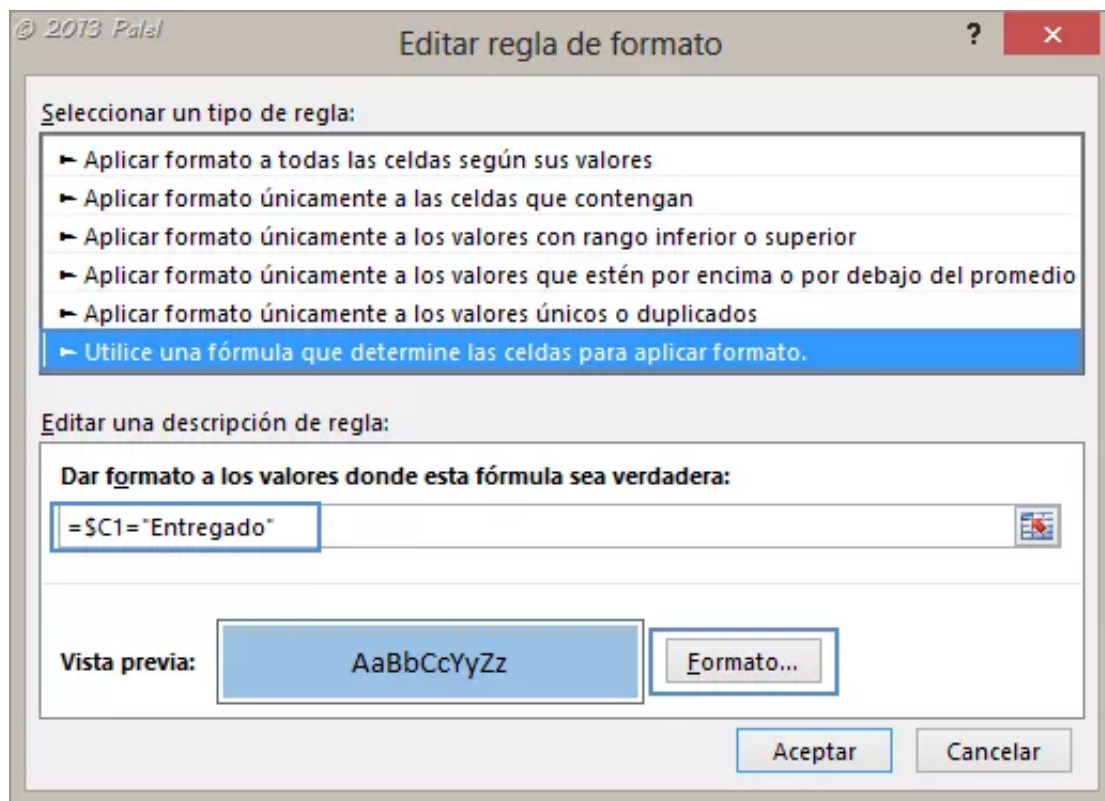 © 2013 Palel
Editar regla de formato
?
Seleccionar un tipo de regla:
► Aplicar formato a todas las celdas según sus valores
► Aplicar formato únicamente a las celdas que contengan
► Aplicar formato únicamente a los valores con rango inferior o superior
► Aplicar formato únicamente a los valores que estén por encima o por debajo del promedio
► Aplicar formato únicamente a los valores únicos o duplicados
► Utilice una fórmula que determine las celdas para aplicar formato.
Editar una descripción de regla:
Dar formato a los valores donde esta fórmula sea verdadera:
=$C1="Entregado"
Vista previa: AaBbCcYyZz Formato...
Aceptar Cancelar